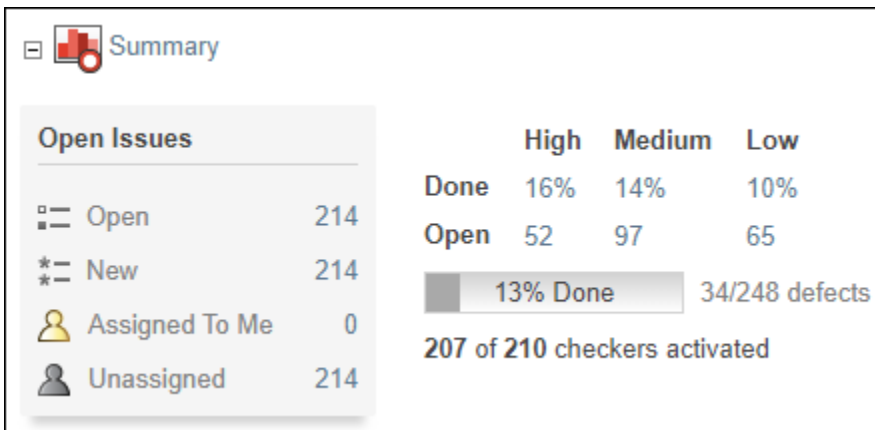 Summary
Open Issues
Open 214
New 214
Assigned To Me 0
Unassigned 214
High Medium Low
Done 16% 14% 10%
Open 52 97 65
13% Done 34/248 defects
207 of 210 checkers activated